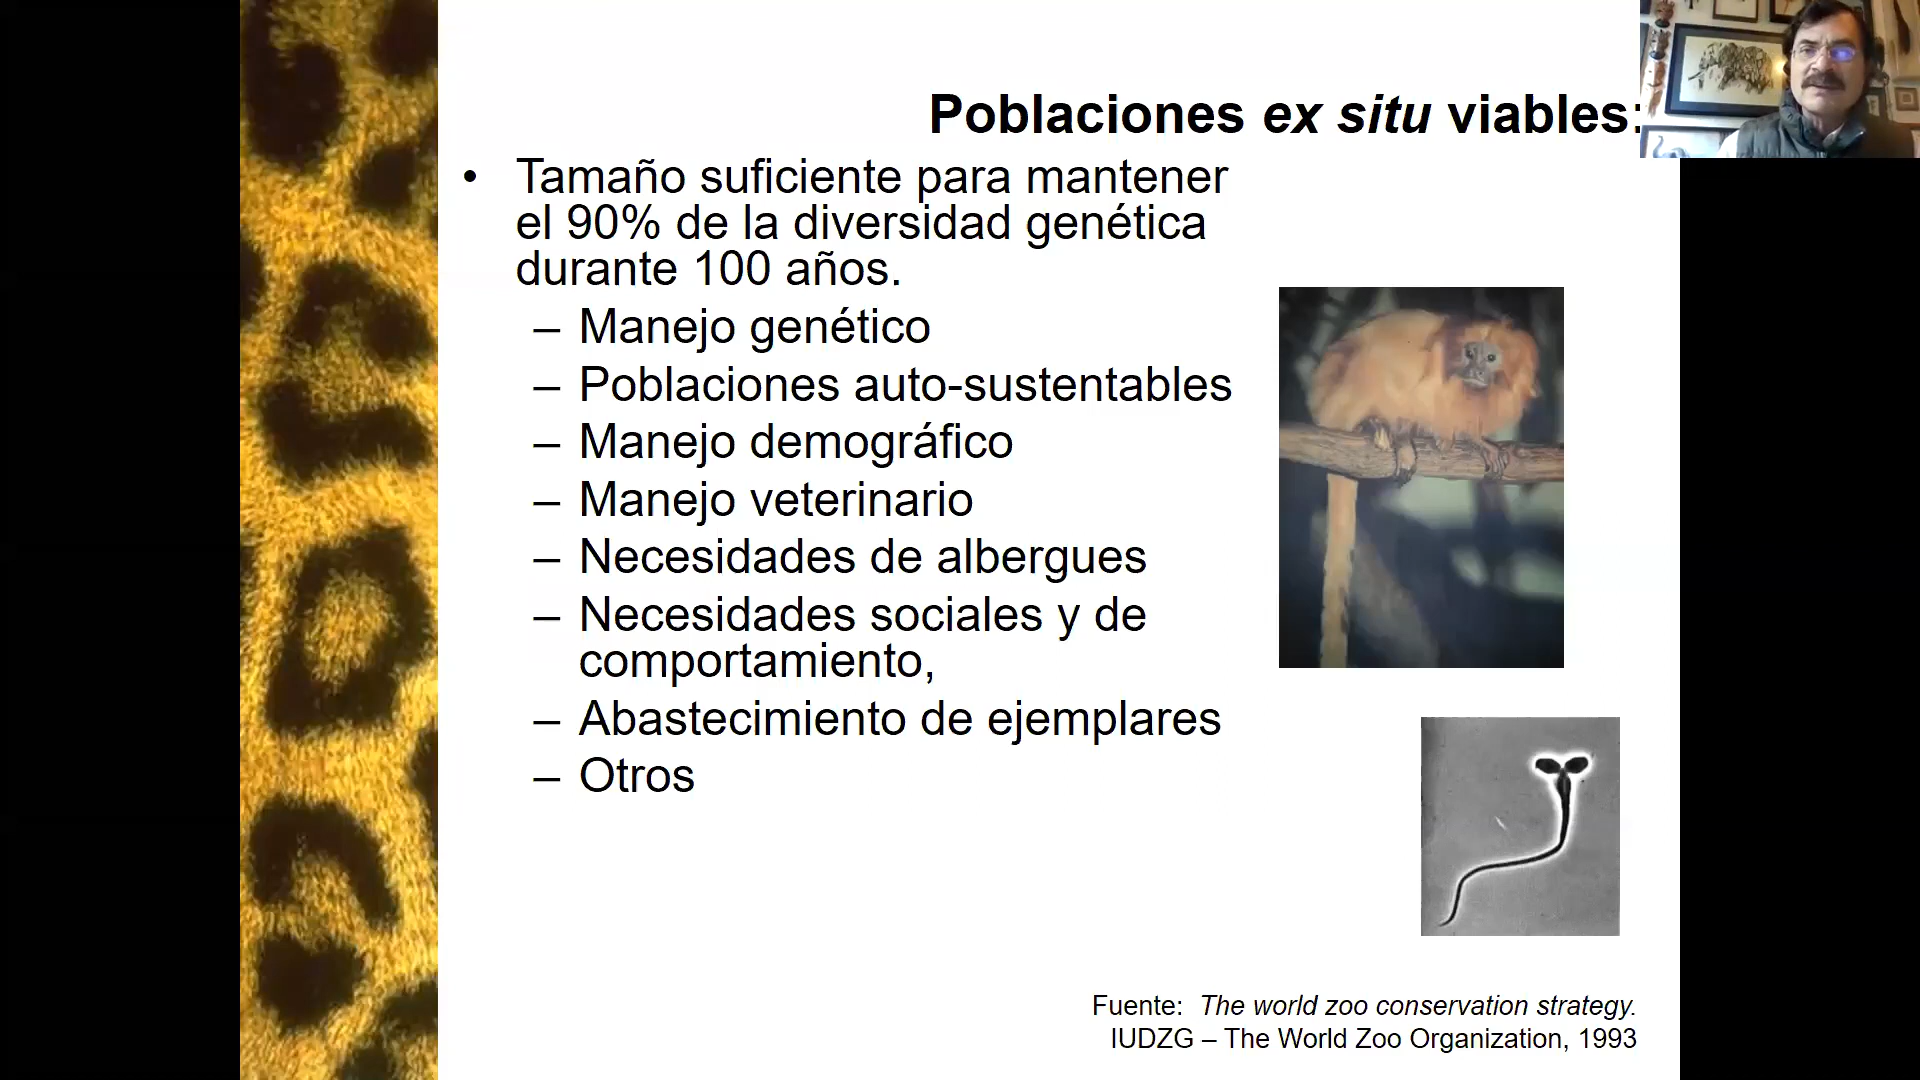 Poblaciones ex situ viables:
• Tamaño suficiente para mantener
el 90% de la diversidad genética
durante 100 años.
– Manejo genético
– Poblaciones auto-sustentables
– Manejo demográfico
– Manejo veterinario
– Necesidades de albergues
– Necesidades sociales y de
comportamiento,
– Abastecimiento de ejemplares
– Otros
Fuente: The world zoo conservation strategy.
IUDZG – The World Zoo Organization, 1993